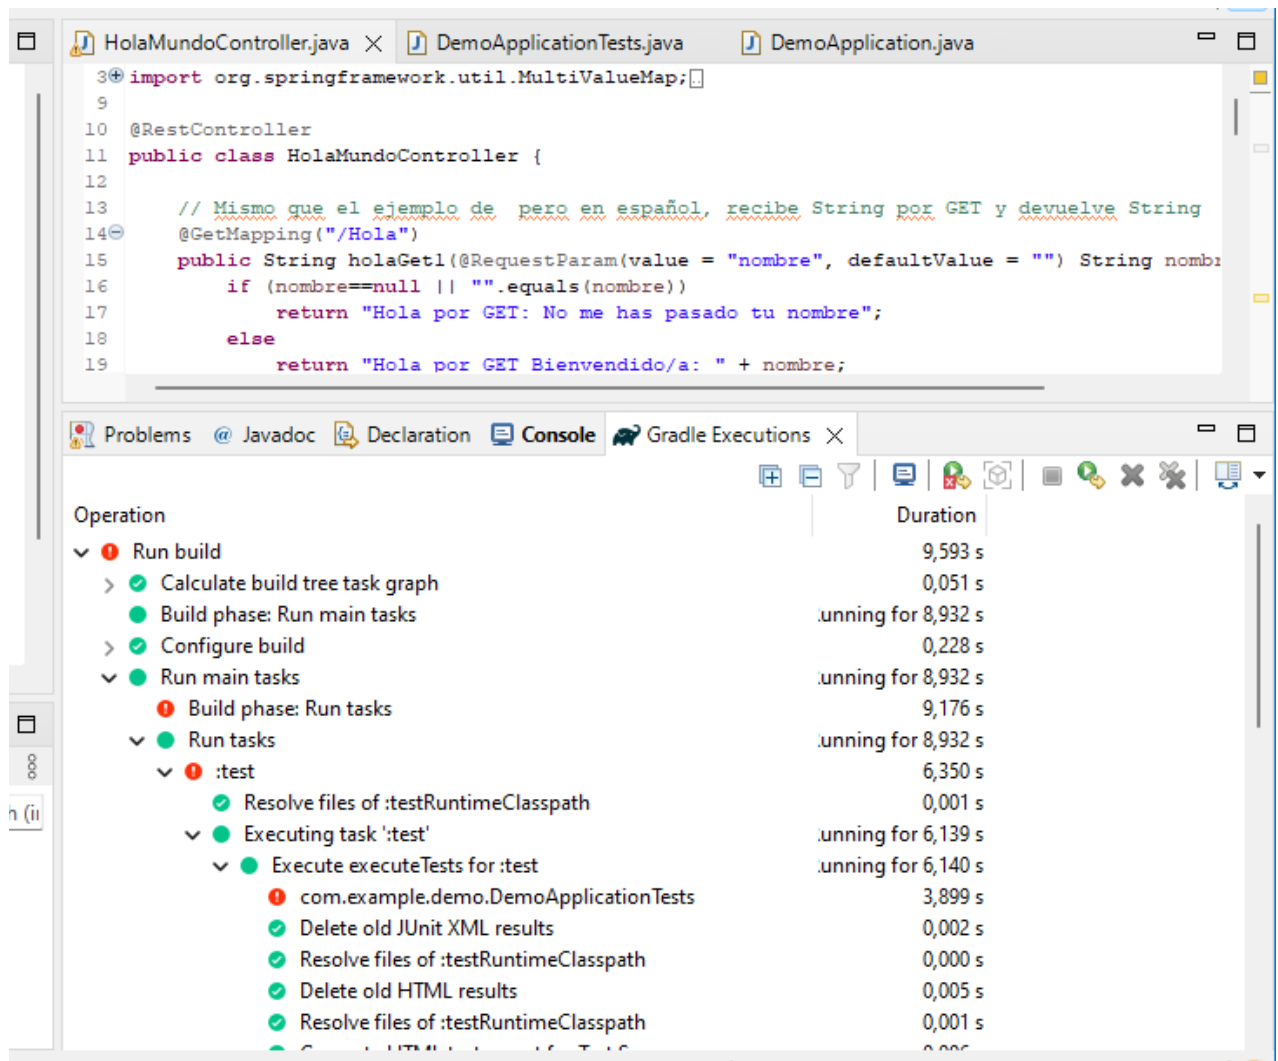 HolaMundoController.java DemoApplicationTests.java DemoApplication.java
3 import org.springframework.util.MultiValueMap;
9
10 @RestController
11 public class HolaMundoController {
12
13 // Mismo que el ejemplo de  pero en español, recibe String por GET y devuelve String
14 @GetMapping("/Hola")
15 public String holaGet1(@RequestParam(value = "nombre", defaultValue = "") String nombr
16 if (nombre==null || "".equals(nombre))
17 return "Hola por GET: No me has pasado tu nombre";
18 else
19 return "Hola por GET Bienvendido/a: " + nombre;
Problems @ Javadoc Declaration Console Gradle Executions
Operation Duration
Run build 9,593 s
Calculate build tree task graph 0,051 s
Build phase: Run main tasks unning for 8,932 s
Configure build 0,228 s
Run main tasks unning for 8,932 s
Build phase: Run tasks 9,176 s
Run tasks unning for 8,932 s
:test 6,350 s
Resolve files of :testRuntimeClasspath 0,001 s
h (in
Executing task ':test' unning for 6,139 s
Execute executeTests for :test unning for 6,140 s
com.example.demo.DemoApplicationTests 3,899 s
Delete old JUnit XML results 0,002 s
Resolve files of :testRuntimeClasspath 0,000 s
Delete old HTML results 0,005 s
Resolve files of :testRuntimeClasspath 0,001 s